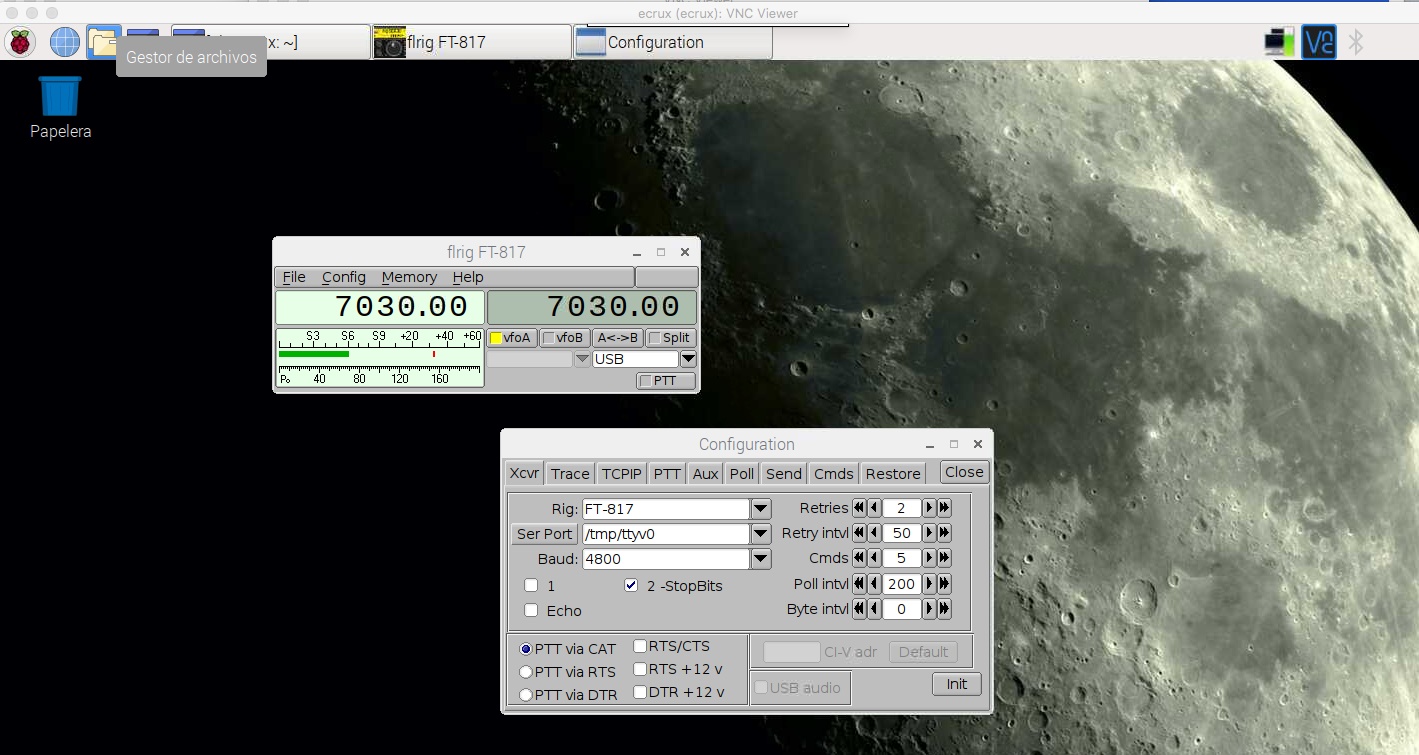 ecrux (ecrux): VNC Viewer
x: ~]
flrig FT-817
Configuration
Gestor de archivos
Papelera
flrig FT-817
File Config Memory Help
7030.00 7030.00
S3 S6 S9 +20 +40 +60
vfoA vfoB A<->B Split
USB
Po 40 80 120 160
PTT
Configuration
Xcvr Trace TCPIP PTT Aux Poll Send Cmds Restore Close
Rig: FT-817 Retries 2
Ser Port /tmp/ttyv0 Retry intvl 50
Baud: 4800 Cmds 5
1 2 -StopBits Poll intvl 200
Echo Byte intvl 0
PTT via CAT RTS/CTS CI-V adr Default
PTT via RTS RTS +12 v
PTT via DTR DTR +12 v USB audio Init